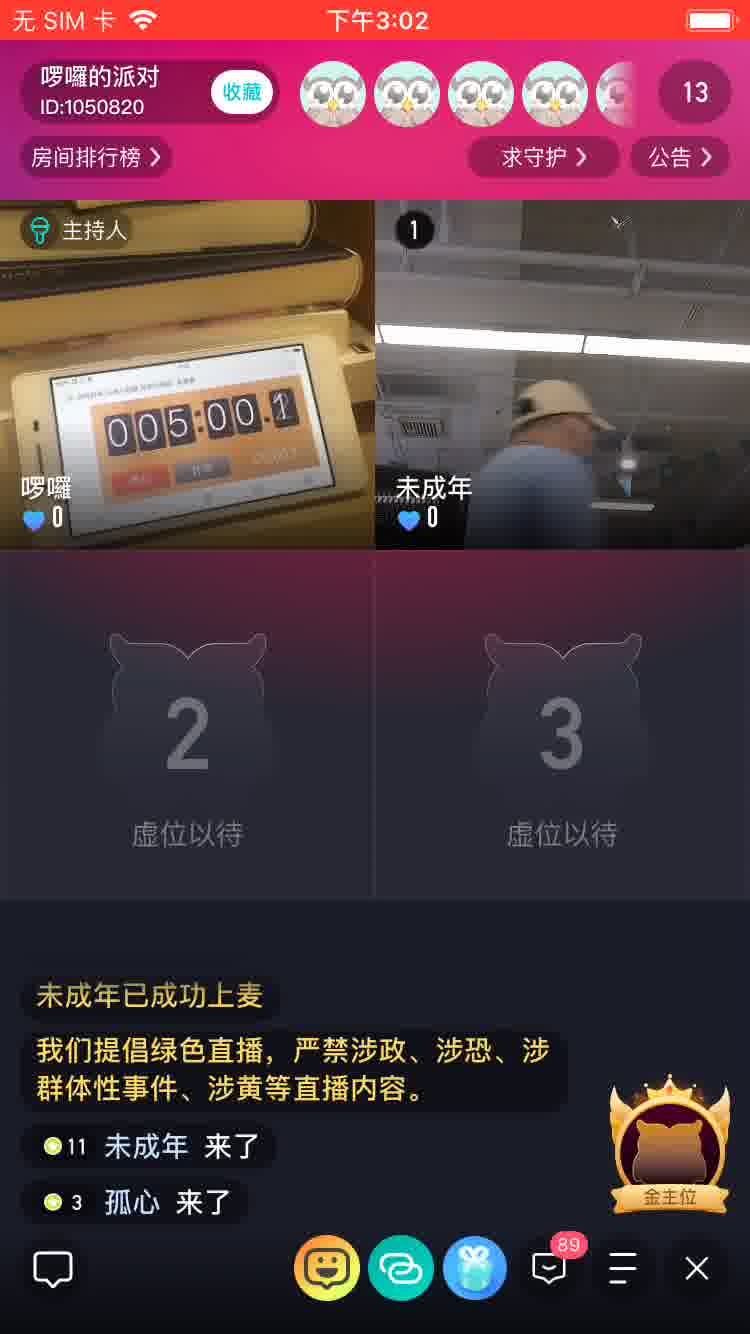 无 SIM 卡
下午3:02
啰囉的派对
ID:1050820
收藏
13
房间排行榜
求守护
公告
主持人
1
005:00.1
啰囉
0
未成年
0
2
虚位以待
3
虚位以待
未成年已成功上麦
我们提倡绿色直播，严禁涉政、涉恐、涉
群体性事件、涉黄等直播内容。
11 未成年 来了
3 孤心 来了
金主位
89